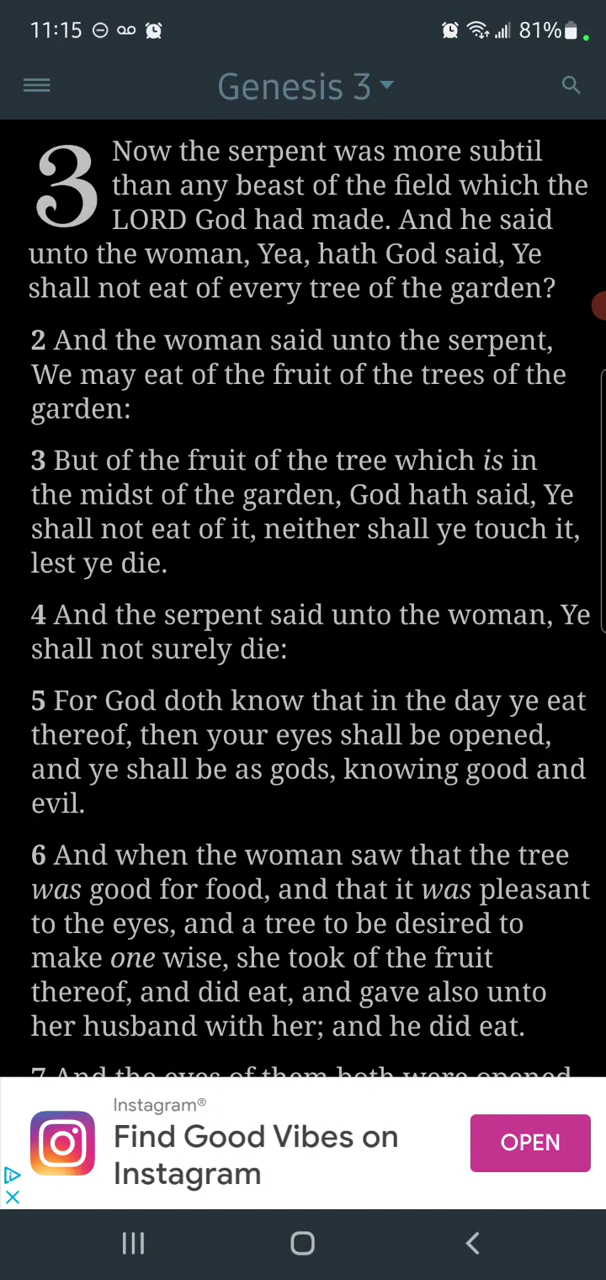 11:15 81%
Genesis 3
3 Now the serpent was more subtil
than any beast of the field which the
LORD God had made. And he said
unto the woman, Yea, hath God said, Ye
shall not eat of every tree of the garden?
2 And the woman said unto the serpent,
We may eat of the fruit of the trees of the
garden:
3 But of the fruit of the tree which is in
the midst of the garden, God hath said, Ye
shall not eat of it, neither shall ye touch it,
lest ye die.
4 And the serpent said unto the woman, Ye
shall not surely die:
5 For God doth know that in the day ye eat
thereof, then your eyes shall be opened,
and ye shall be as gods, knowing good and
evil.
6 And when the woman saw that the tree
was good for food, and that it was pleasant
to the eyes, and a tree to be desired to
make one wise, she took of the fruit
thereof, and did eat, and gave also unto
her husband with her; and he did eat.
7 And the eyes of them both were opened,
Instagram®
Find Good Vibes on
Instagram
OPEN